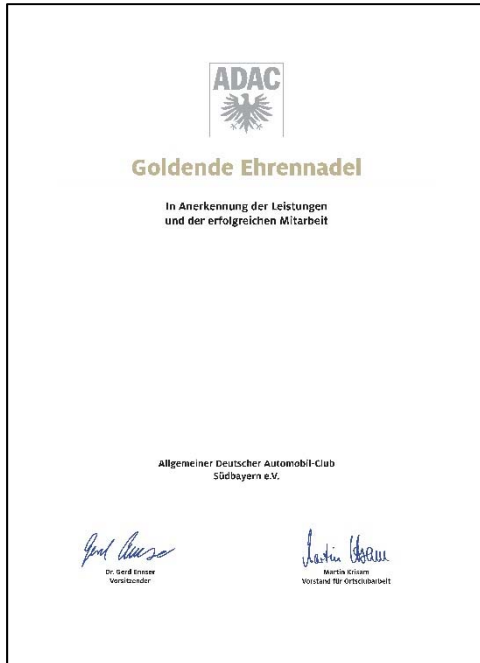 ADAC
Goldende Ehrennadel
In Anerkennung der Leistungen
und der erfolgreichen Mitarbeit
Allgemeiner Deutscher Automobil-Club
Südbayern e.V.
Dr. Gerd Ennser
Vorsitzender
Martin Krisam
Vorstand für Ortsclubarbeit